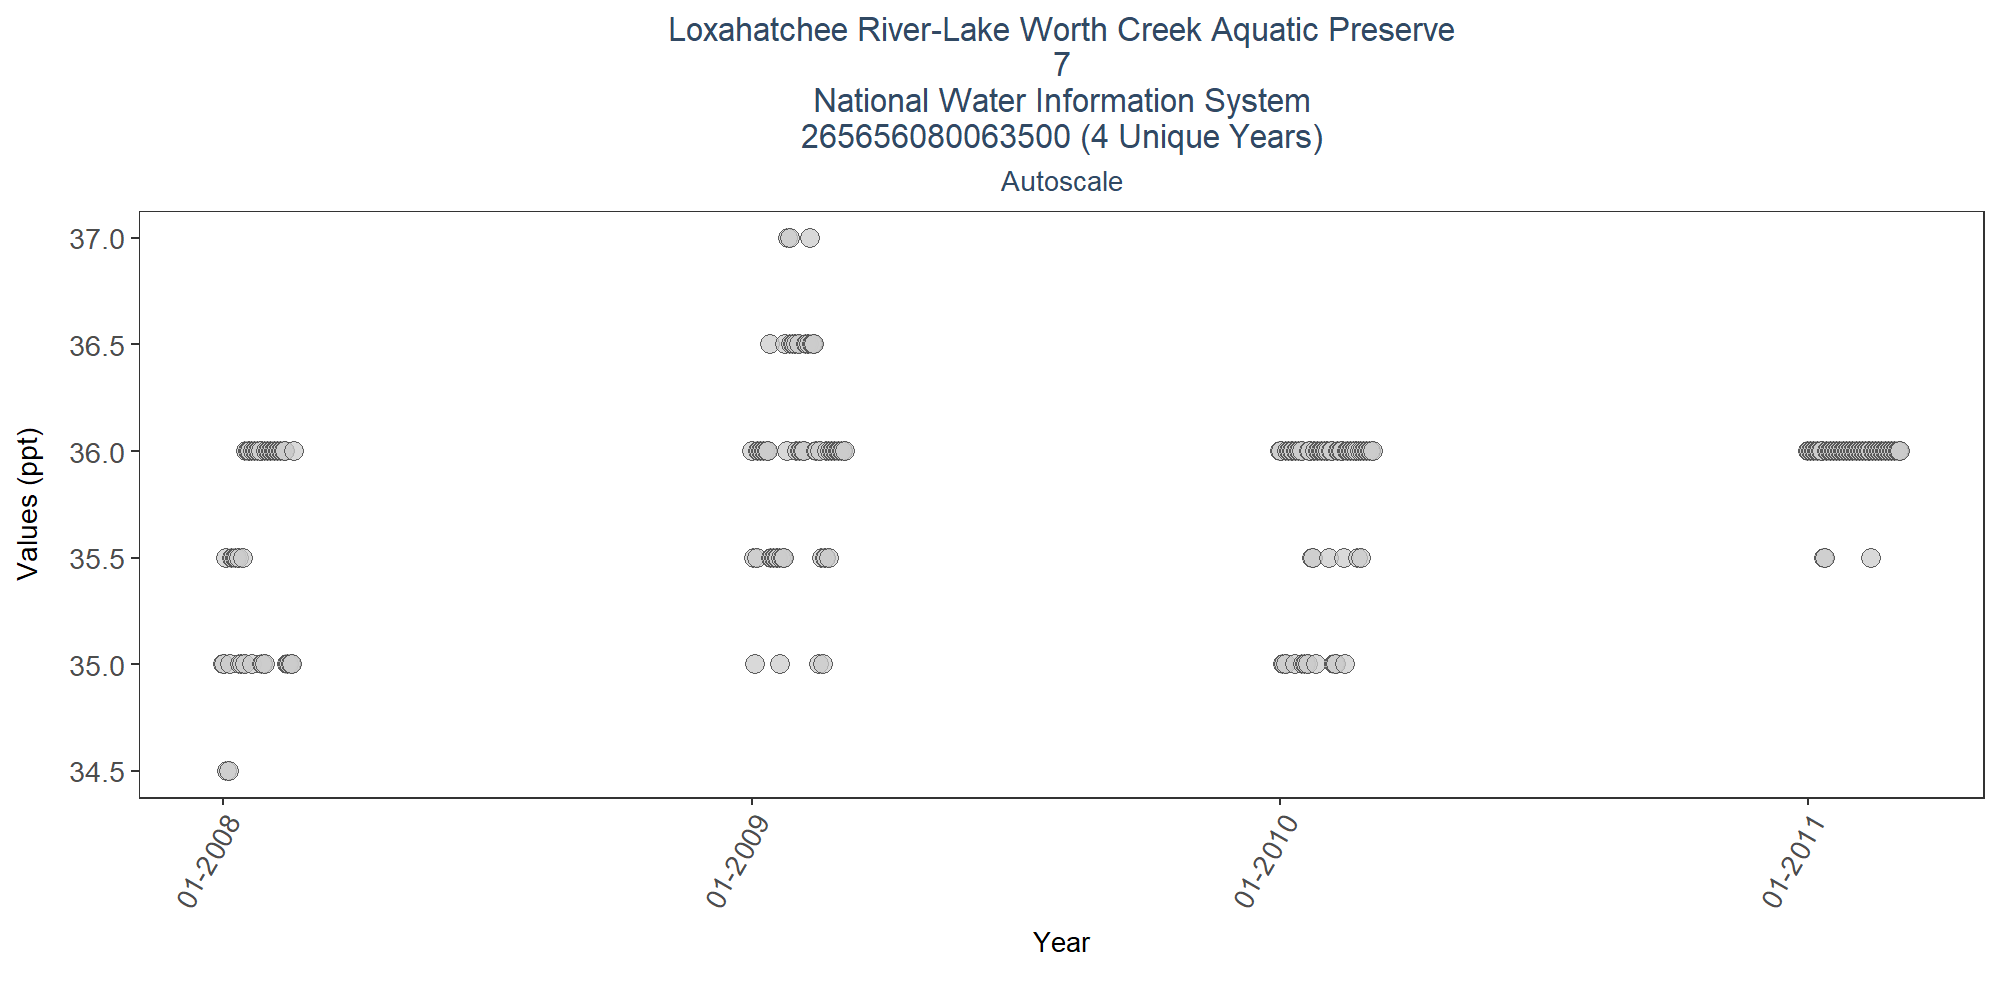 Loxahatchee River-Lake Worth Creek Aquatic Preserve
7
National Water Information System
265656080063500 (4 Unique Years)
Autoscale
37.0
36.5
36.0
35.5
35.0
34.5
Values (ppt)
01-2008
01-2009
01-2010
01-2011
Year